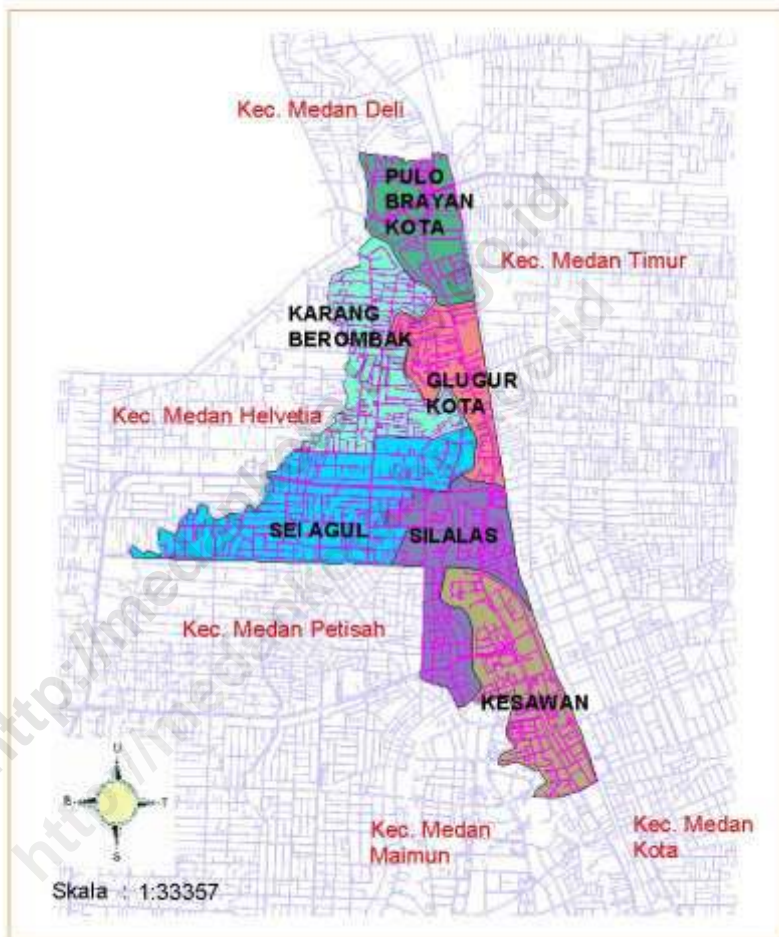 Kec. Medan Deli
PULO
BRAYAN
KOTA
Kec. Medan Timur
KARANG
BEROMBAK
GLUGUR
KOTA
Kec. Medan Helvetia
SEI AGUL
SILALAS
Kec. Medan Petisah
KESAWAN
U
B
T
S
Kec. Medan
Maimun
Kec. Medan
Kota
Skala : 1:33357